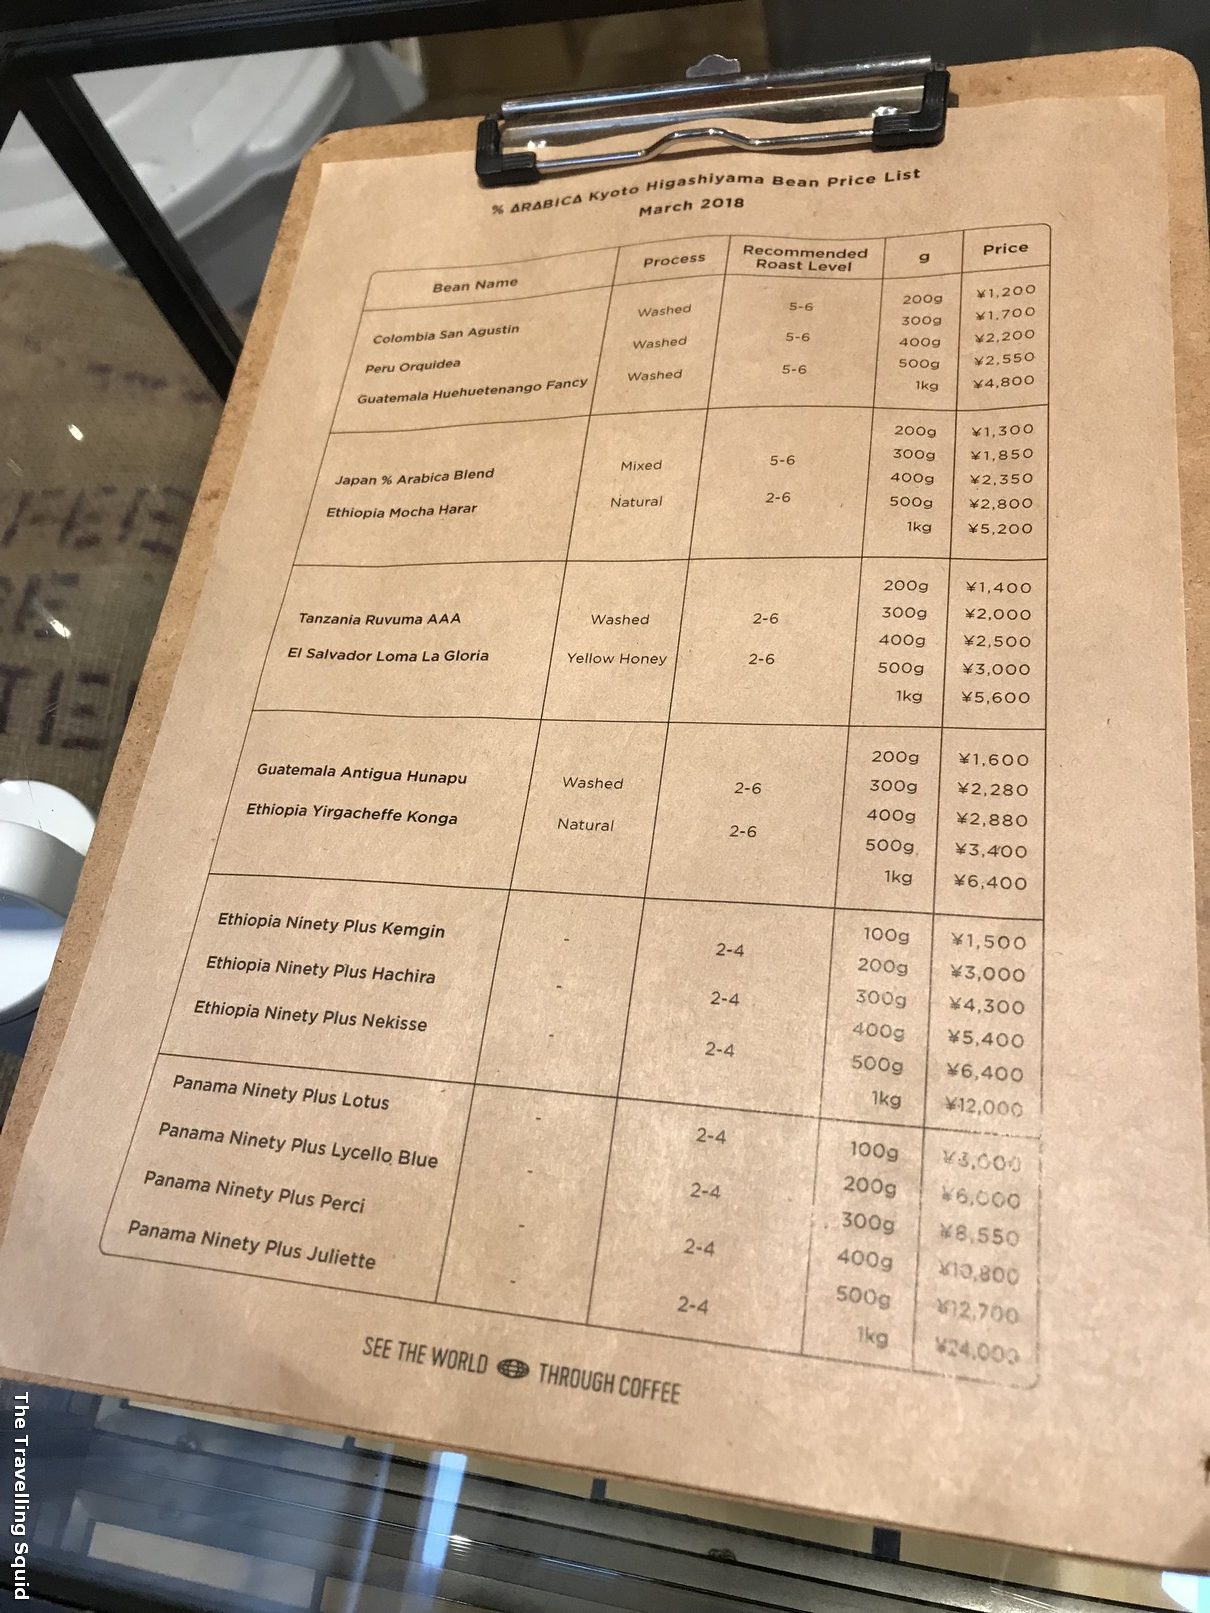 % ARABICA Kyoto Higashiyama Bean Price List
March 2018
Bean Name Process Recommended Roast Level g Price
Colombia San Agustin Washed 5-6
Peru Orquidea Washed 5-6
Guatemala Huehuetenango Fancy Washed 5-6
200g ¥1,200
300g ¥1,700
400g ¥2,200
500g ¥2,550
1kg ¥4,800
Japan % Arabica Blend Mixed 5-6
Ethiopia Mocha Harar Natural 2-6
200g ¥1,300
300g ¥1,850
400g ¥2,350
500g ¥2,800
1kg ¥5,200
Tanzania Ruvuma AAA Washed 2-6
El Salvador Loma La Gloria Yellow Honey 2-6
200g ¥1,400
300g ¥2,000
400g ¥2,500
500g ¥3,000
1kg ¥5,600
Guatemala Antigua Hunapu Washed 2-6
Ethiopia Yirgacheffe Konga Natural 2-6
200g ¥1,600
300g ¥2,280
400g ¥2,880
500g ¥3,400
1kg ¥6,400
Ethiopia Ninety Plus Kemgin - 2-4
Ethiopia Ninety Plus Hachira - 2-4
Ethiopia Ninety Plus Nekisse - 2-4
100g ¥1,500
200g ¥3,000
300g ¥4,300
400g ¥5,400
500g ¥6,400
1kg ¥12,000
Panama Ninety Plus Lotus - 2-4
Panama Ninety Plus Lycello Blue - 2-4
Panama Ninety Plus Perci - 2-4
Panama Ninety Plus Juliette - 2-4
100g ¥3,000
200g ¥6,000
300g ¥8,550
400g ¥10,800
500g ¥12,700
1kg ¥24,000
SEE THE WORLD THROUGH COFFEE
The Travelling Squid